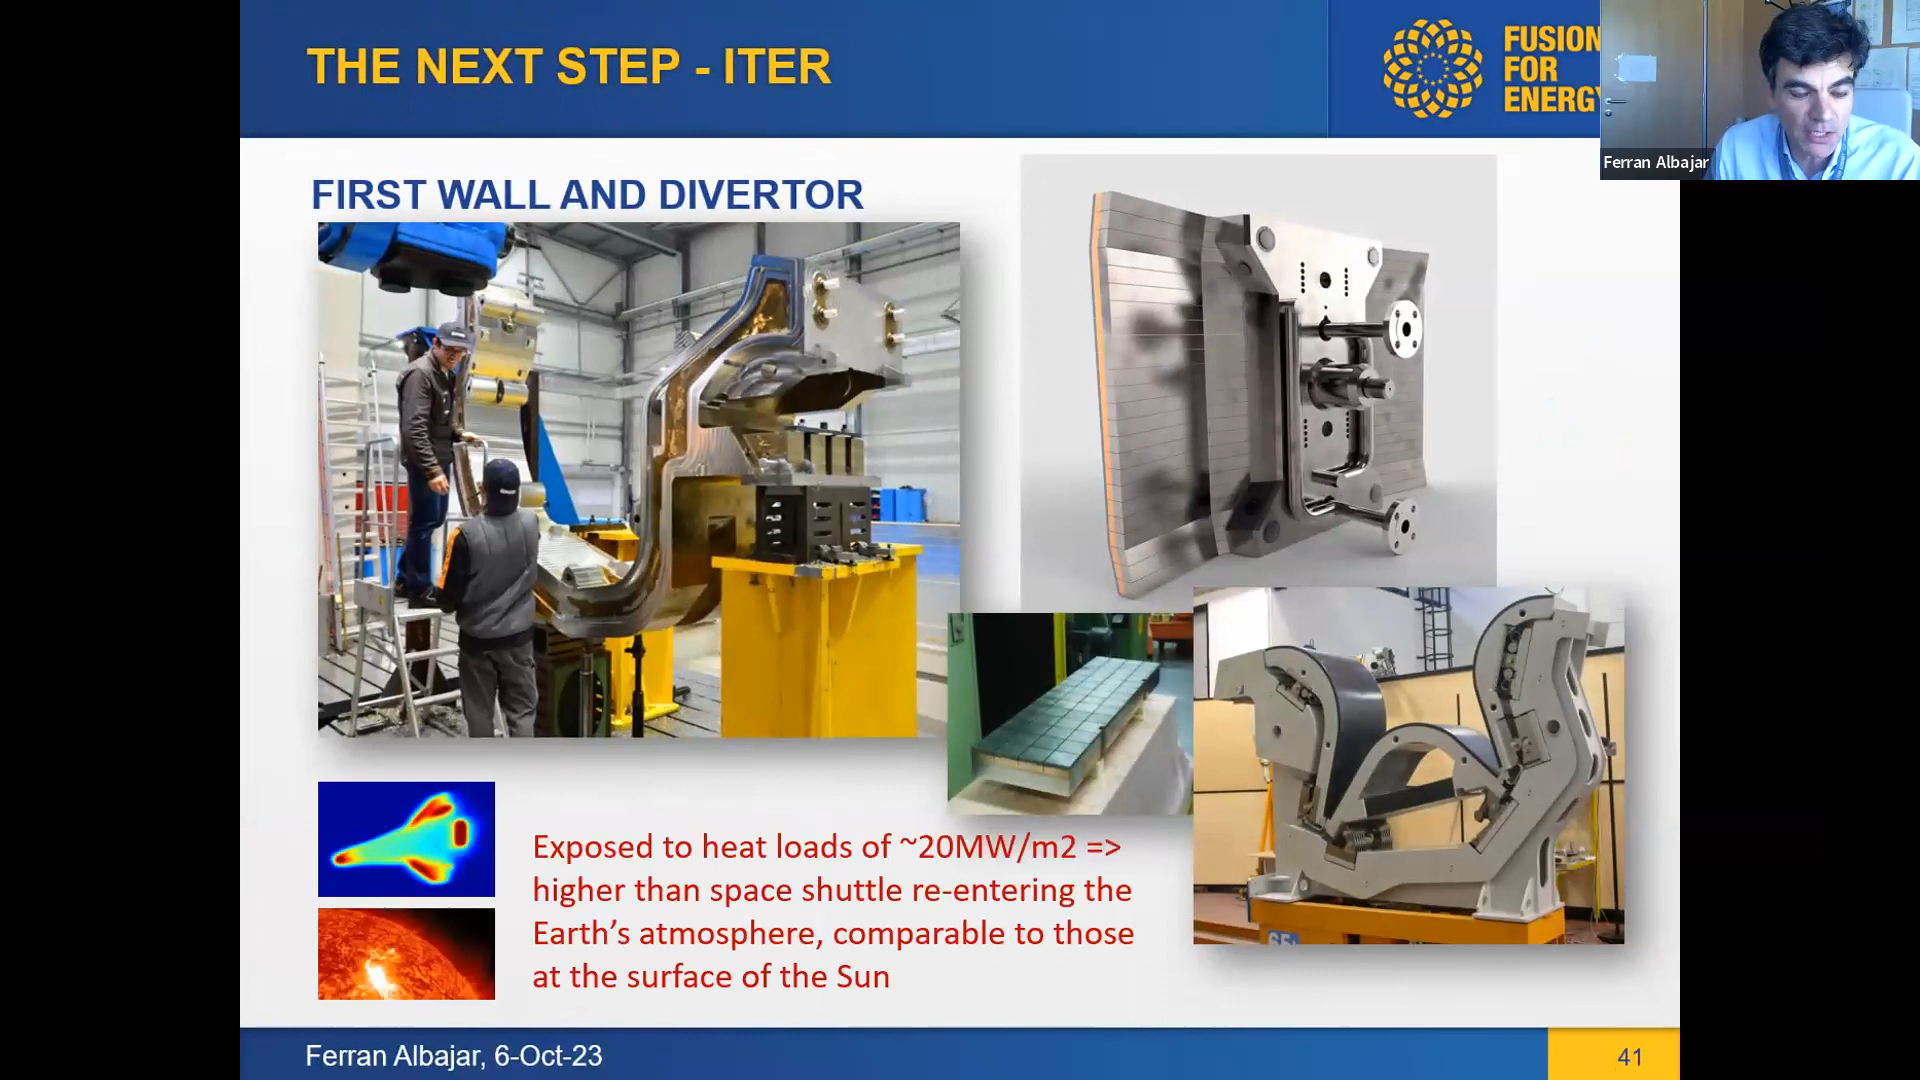 THE NEXT STEP - ITER
FUSION
FOR
ENERGY
Ferran Albajar
FIRST WALL AND DIVERTOR
Exposed to heat loads of ~20MW/m2 =>
higher than space shuttle re-entering the
Earth’s atmosphere, comparable to those
at the surface of the Sun
Ferran Albajar, 6-Oct-23
41